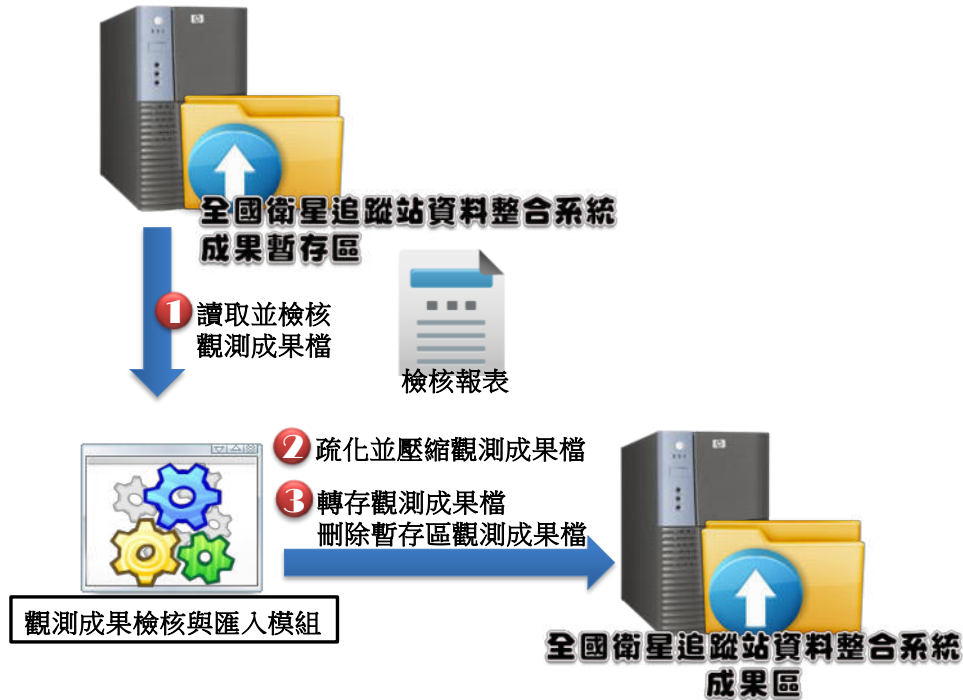 全國衛星追蹤站資料整合系統
成果暫存區
1 讀取並檢核
觀測成果檔
檢核報表
2 疏化並壓縮觀測成果檔
3 轉存觀測成果檔
刪除暫存區觀測成果檔
觀測成果檢核與匯入模組
全國衛星追蹤站資料整合系統
成果區